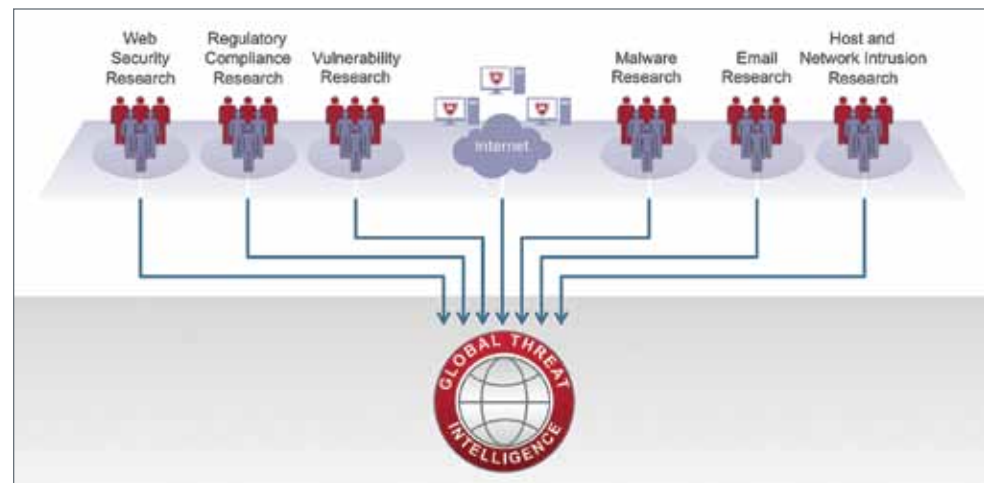 Web
Security
Research
Regulatory
Compliance
Research
Vulnerability
Research
Internet
Malware
Research
Email
Research
Host and
Network Intrusion
Research
GLOBAL THREAT
INTELLIGENCE